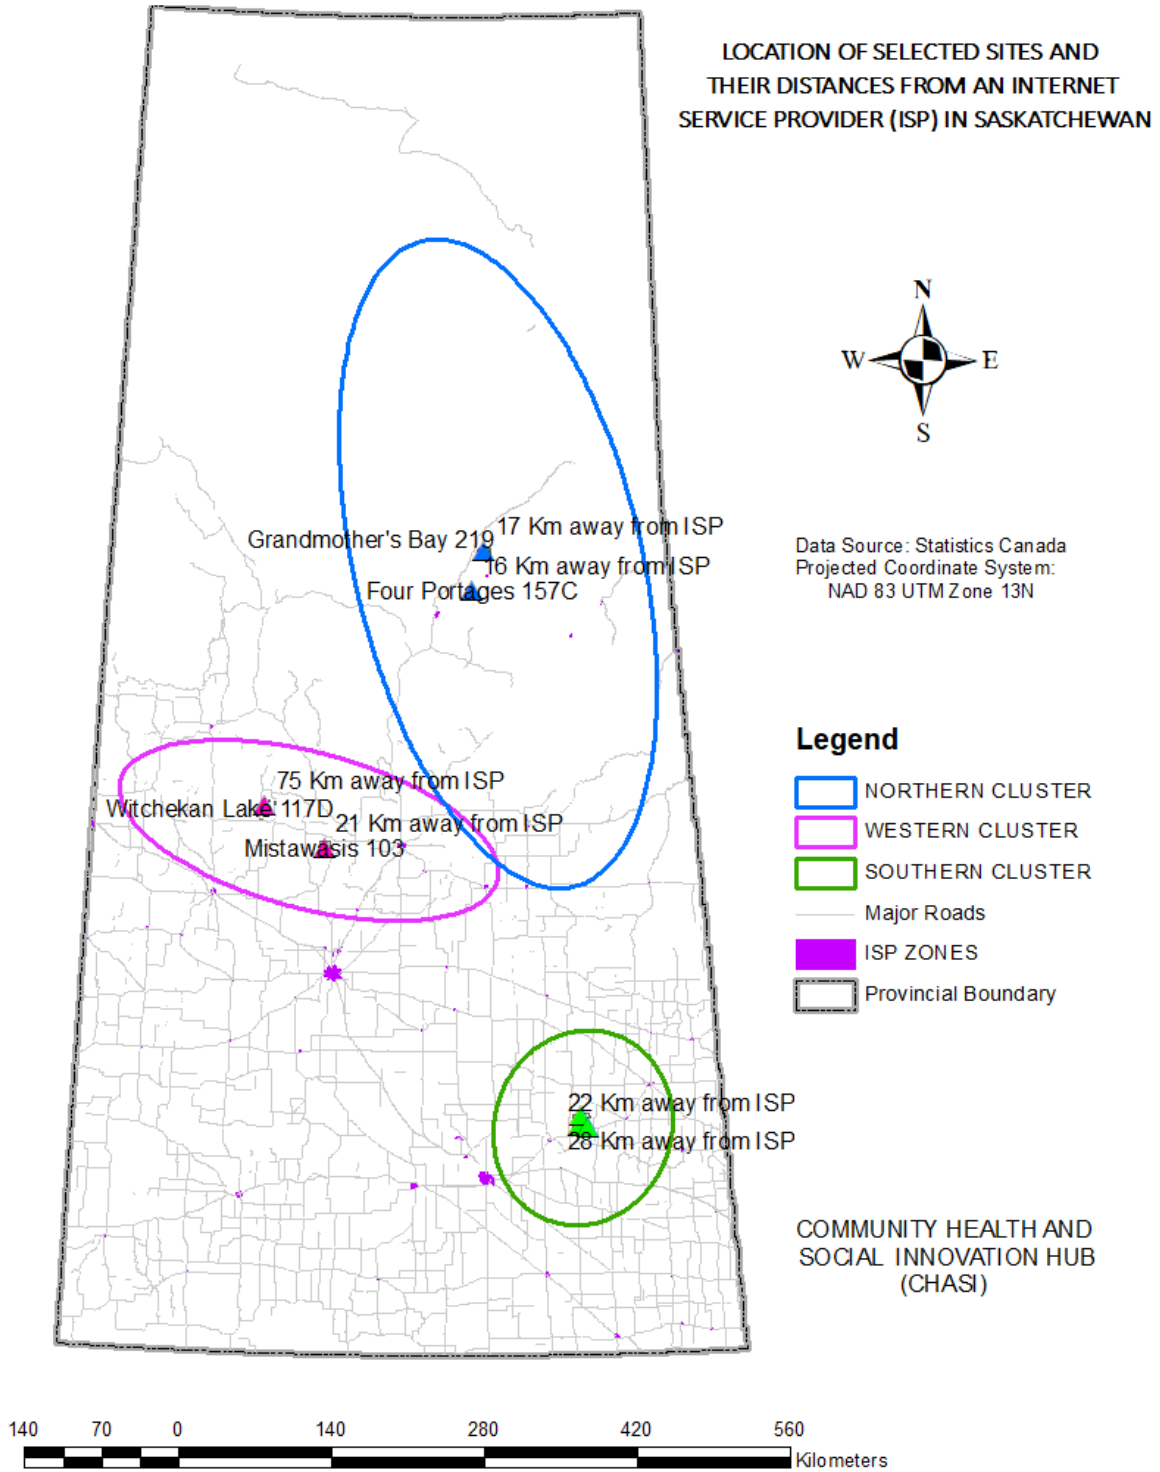 LOCATION OF SELECTED SITES AND
THEIR DISTANCES FROM AN INTERNET
SERVICE PROVIDER (ISP) IN SASKATCHEWAN
N
W
E
S
17 Km away from ISP
Grandmother's Bay 219
16 Km away from ISP
Four Portages 157C
Data Source: Statistics Canada
Projected Coordinate System:
NAD 83 UTM Zone 13N
75 Km away from ISP
Witchekan Lake 117D
21 Km away from ISP
Mistawasis 103
Legend
NORTHERN CLUSTER
WESTERN CLUSTER
SOUTHERN CLUSTER
Major Roads
ISP ZONES
Provincial Boundary
22 Km away from ISP
28 Km away from ISP
COMMUNITY HEALTH AND
SOCIAL INNOVATION HUB
(CHASI)
140 70 0 140 280 420 560
Kilometers